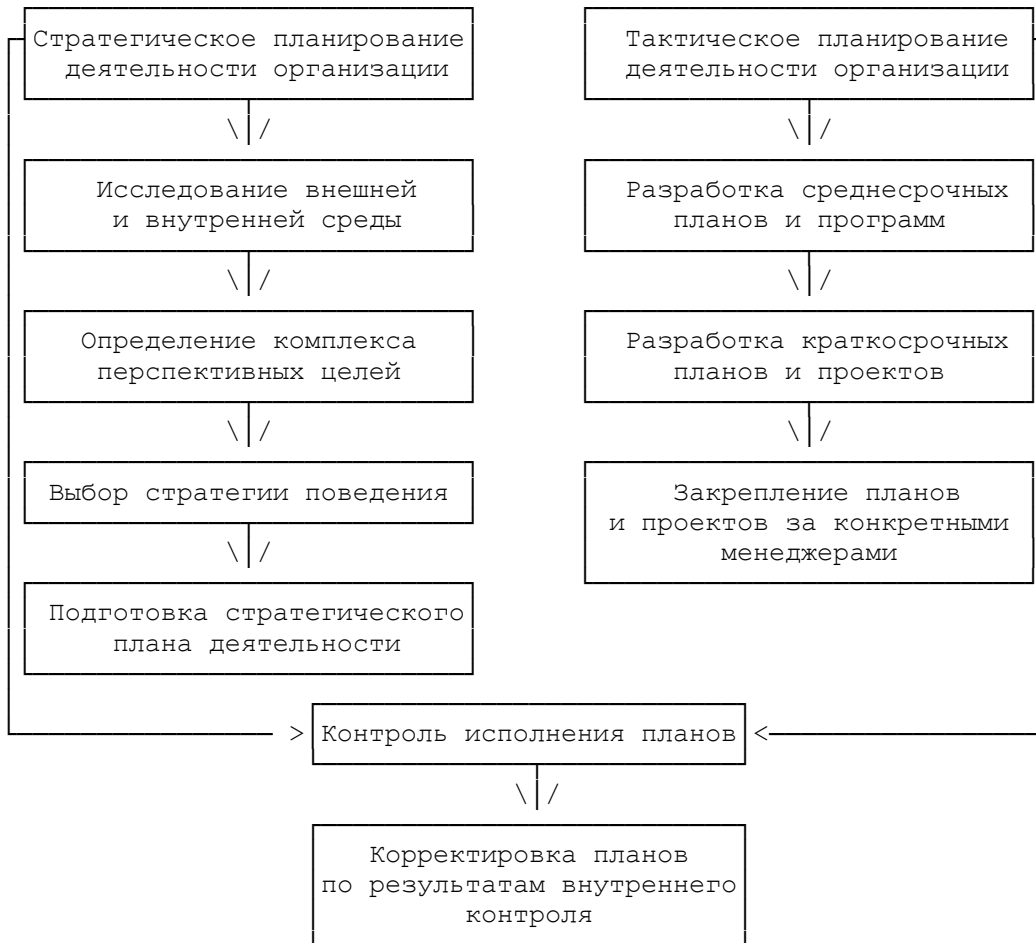 Стратегическое планирование
деятельности организации
Исследование внешней
и внутренней среды
Определение комплекса
перспективных целей
Выбор стратегии поведения
Подготовка стратегического
плана деятельности
Тактическое планирование
деятельности организации
Разработка среднесрочных
планов и программ
Разработка краткосрочных
планов и проектов
Закрепление планов
и проектов за конкретными
менеджерами
Контроль исполнения планов
Корректировка планов
по результатам внутреннего
контроля